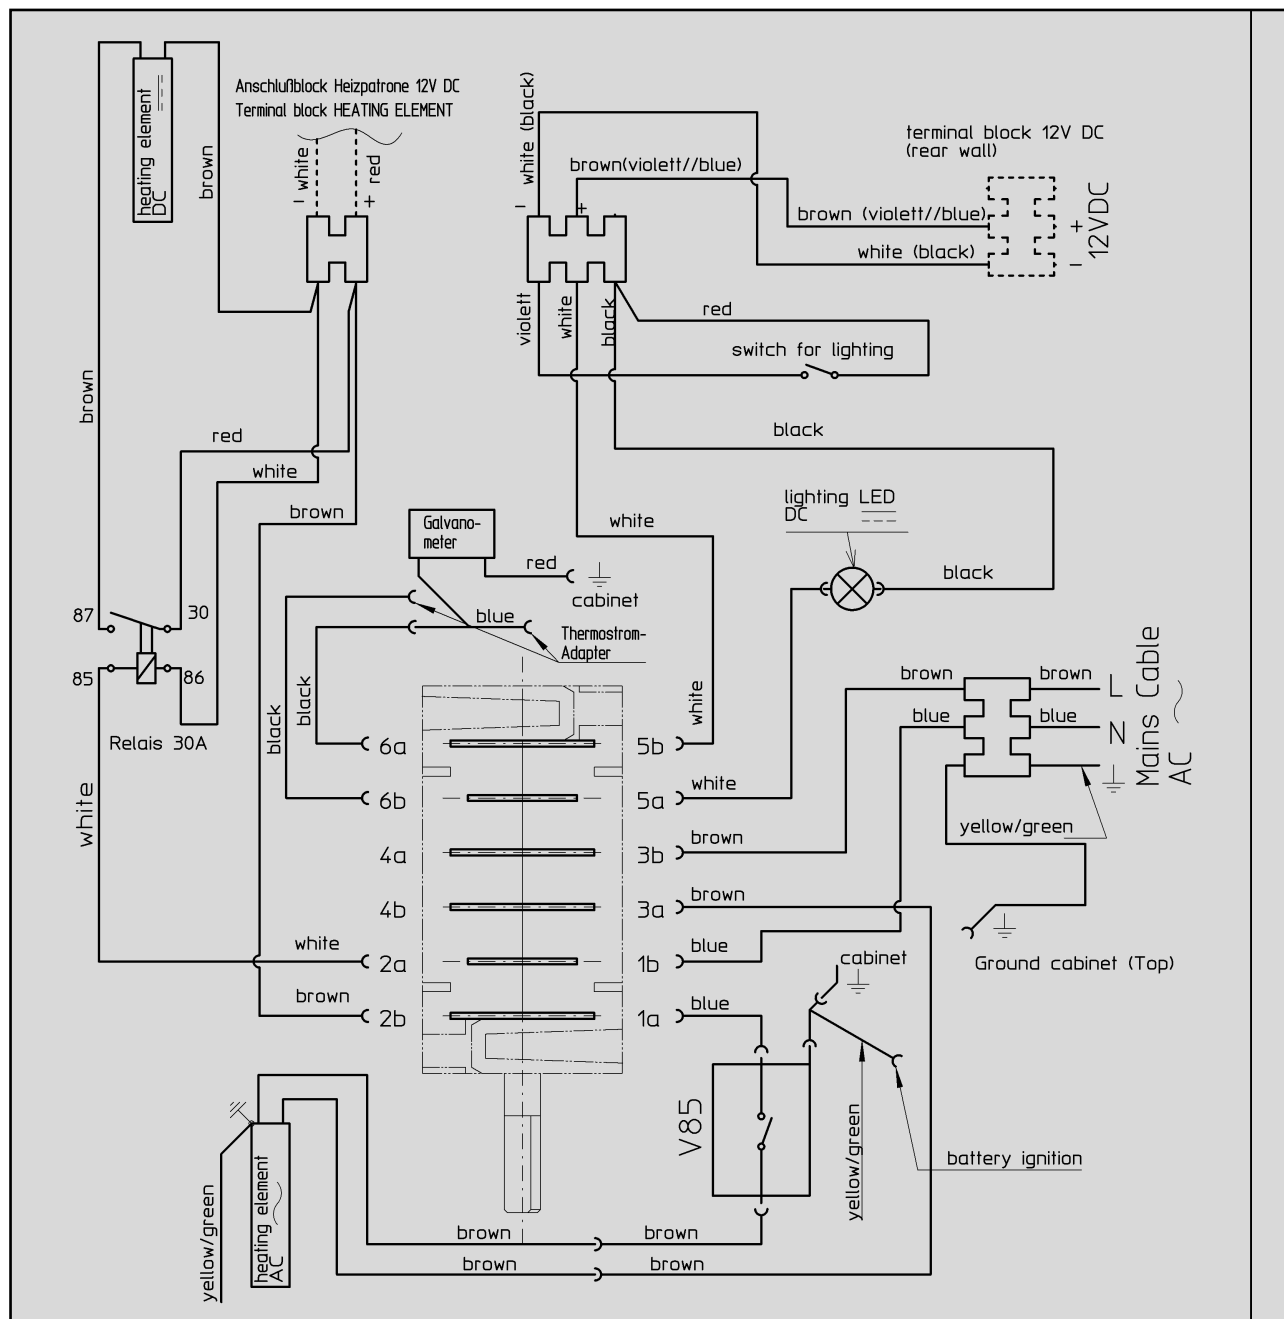 heating element
DC
brown
Anschlußblock Heizpatrone 12V DC
Terminal block HEATING ELEMENT
- white
+ red
white (black)
-
+
brown(violett//blue)
terminal block 12V DC
(rear wall)
brown (violett//blue)
white (black)
+
-
12VDC
violett
white
black
red
switch for lighting
black
brown
red
white
brown
Galvano-
meter
red
cabinet
blue
Thermostrom-
Adapter
white
lighting LED
DC
black
87
30
85
86
Relais 30A
black
black
white
white
6a
6b
4a
4b
2a
2b
5b
5a
3b
3a
1b
1a
white
brown
white
brown
brown
blue
blue
brown
blue
brown
blue
L
N
Mains Cable
AC
yellow/green
Ground cabinet (Top)
cabinet
V85
yellow/green
battery ignition
yellow/green
heating element
AC
brown
brown
brown
brown